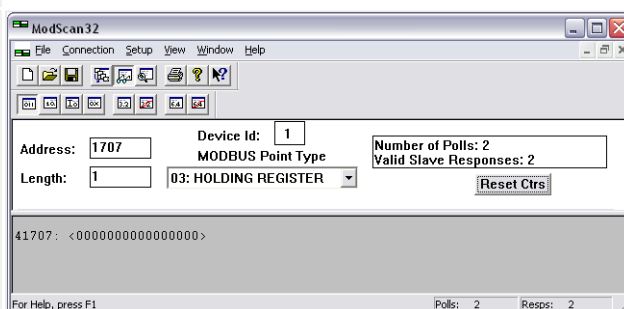 ModScan32
File Connection Setup View Window Help
Address: 1707
Device Id: 1
MODBUS Point Type
Length: 1
03: HOLDING REGISTER
Number of Polls: 2
Valid Slave Responses: 2
Reset Ctrs
41707: <0000000000000000>
For Help, press F1
Polls: 2
Resps: 2